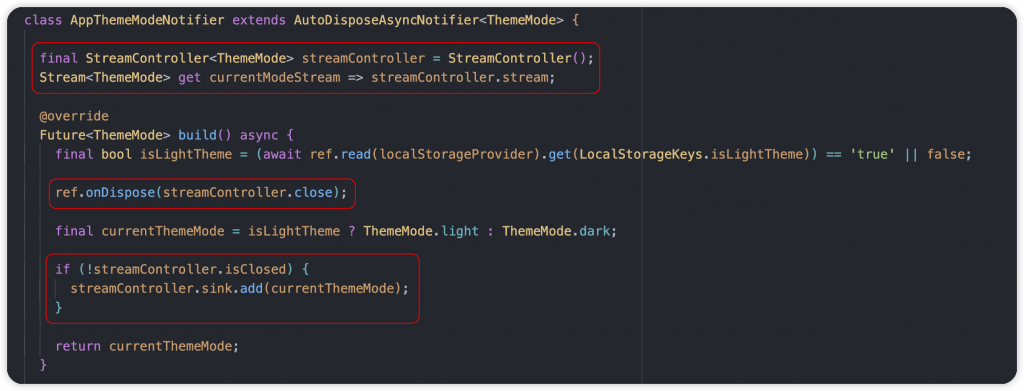 class AppThemeModeNotifier extends AutoDisposeAsyncNotifier<ThemeMode> {
final StreamController<ThemeMode> streamController = StreamController();
Stream<ThemeMode> get currentModeStream => streamController.stream;
@override
Future<ThemeMode> build() async {
final bool isLightTheme = (await ref.read(localStorageProvider).get(LocalStorageKeys.isLightTheme)) == 'true' || false;
ref.onDispose(streamController.close);
final currentThemeMode = isLightTheme ? ThemeMode.light : ThemeMode.dark;
if (!streamController.isClosed) {
streamController.sink.add(currentThemeMode);
}
return currentThemeMode;
}